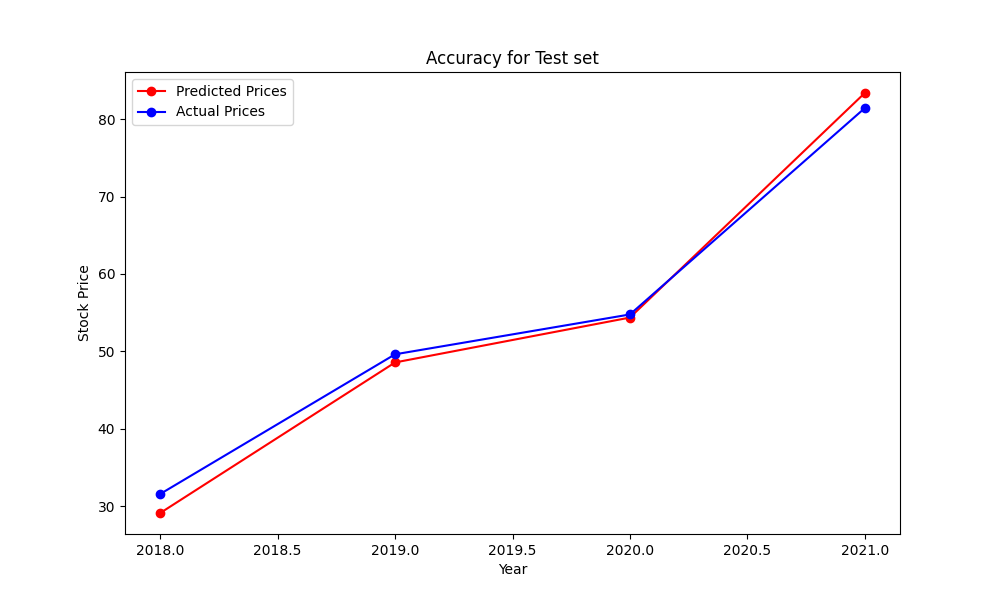 Accuracy for Test set
Predicted Prices
Actual Prices
80
70
60
50
40
30
Stock Price
2018.0 2018.5 2019.0 2019.5 2020.0 2020.5 2021.0
Year